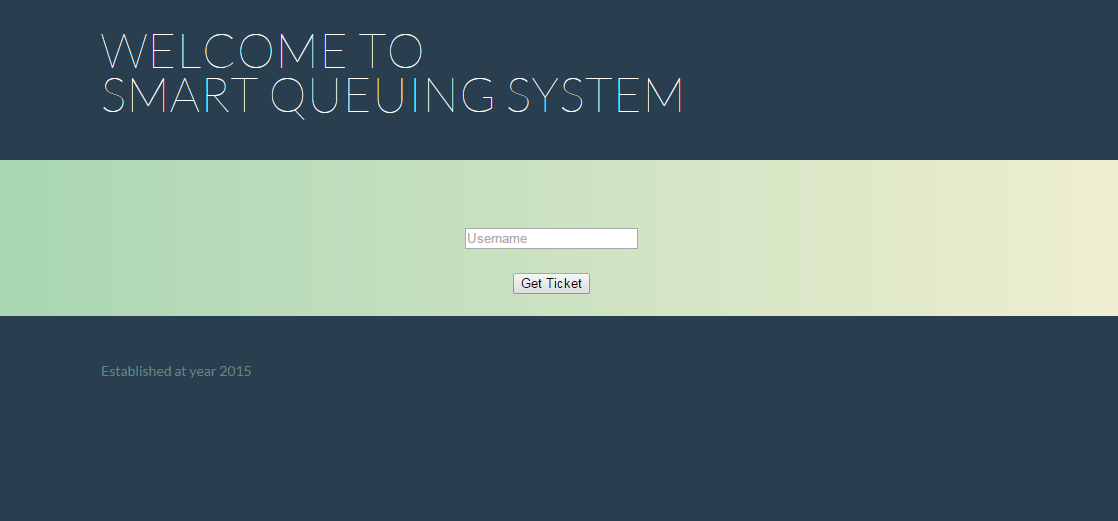 WELCOME TO
SMART QUEUING SYSTEM
Username
Get Ticket
Established at year 2015